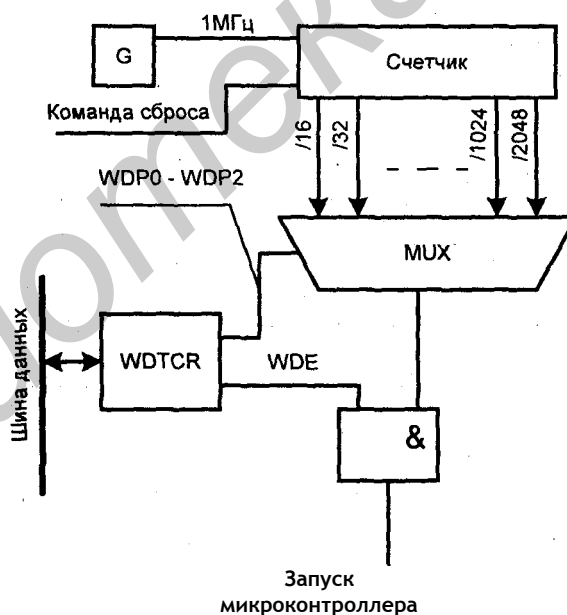 1МГц
G
Счетчик
Команда сброса
/16
/32
/1024
/2048
WDP0 - WDP2
MUX
Шина данных
WDTCR
WDE
&
Запуск
микроконтроллера